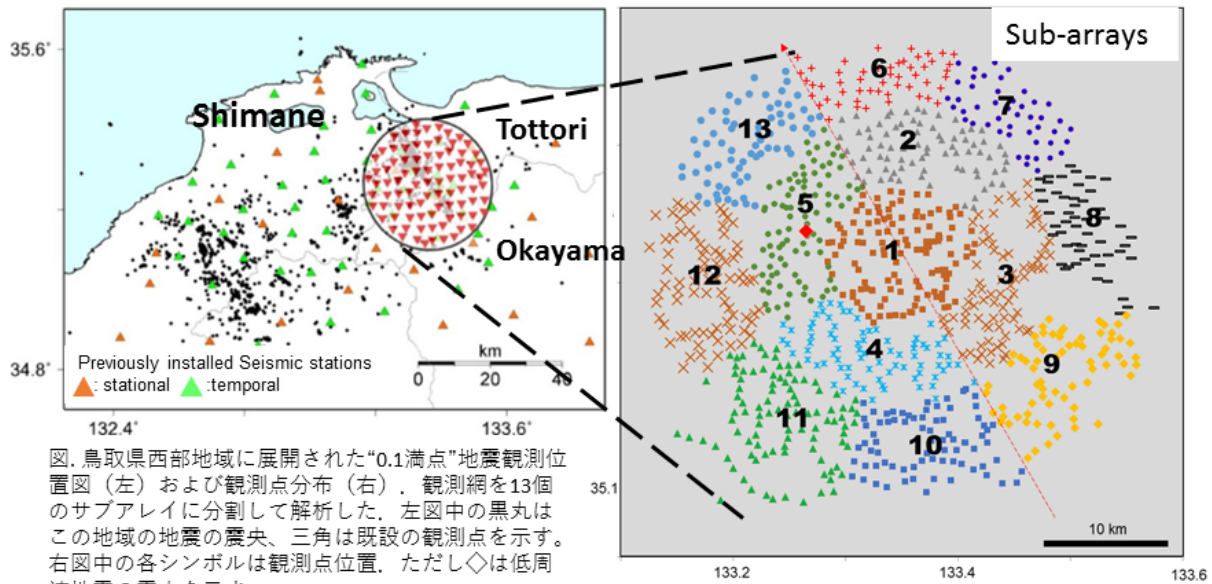 35.6°
34.8°
132.4°
133.6°
Shimane
Tottori
Okayama
km
0 20 40
Previously installed Seismic stations
: stational :temporal
Sub-arrays
6
7
13
2
5
8
1
3
12
4
9
11
10
10 km
35.1
133.2
133.4
133.6
図. 鳥取県西部地域に展開された“0.1満点”地震観測位
置図（左）および観測点分布（右）．観測網を13個
のサブアレイに分割して解析した．左図中の黒丸は
この地域の地震の震央、三角は既設の観測点を示す。
右図中の各シンボルは観測点位置．ただし◇は低周